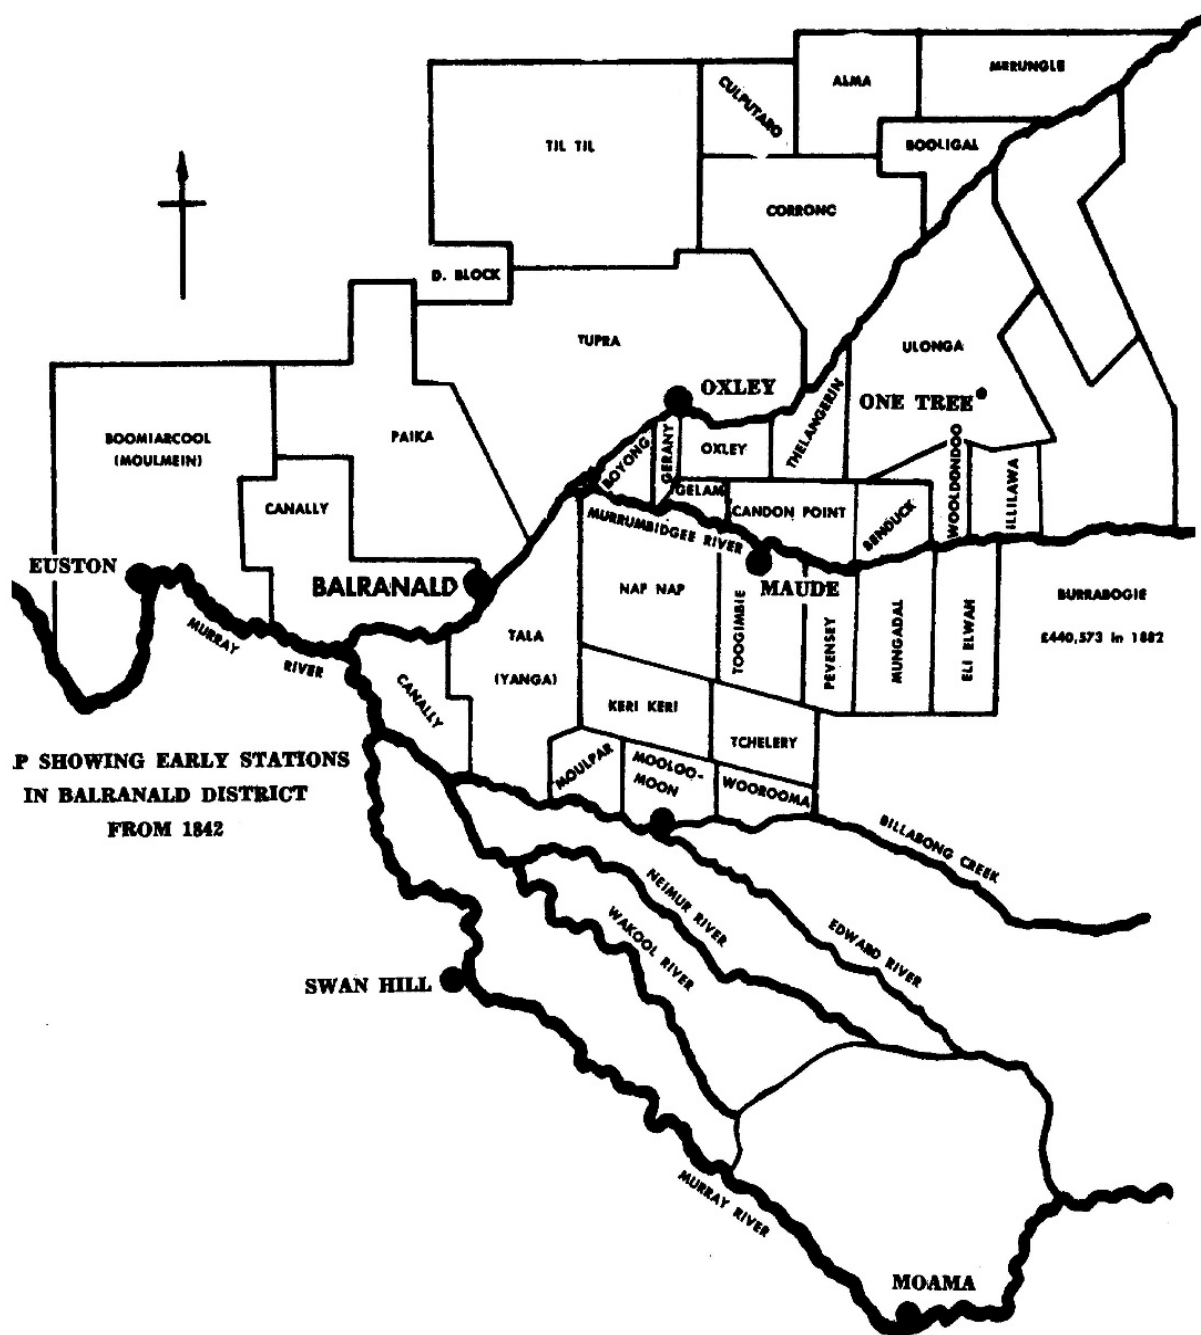 MERUNGLE
ALMA
CULPUTARO
BOOLIGAL
TIL TIL
CORRONG
D. BLOCK
TUPRA
ULONGA
OXLEY
ONE TREE
THELANGERIN
BOOMIARCOOL
(MOULMEIN)
PAIKA
BOYONG
GERANY
OXLEY
WOOLDONDOO
ILLILAWA
GELAM
CANDON POINT
BENDUCK
CANALLY
MURRUMBIDGEE RIVER
EUSTON
BALRANALD
NAP NAP
MAUDE
BURRABOGIE
£440,573 in 1882
MURRAY
RIVER
TALA
(YANGA)
TOOGIMBIE
PEVENSEY
MUNGADAL
ELI ELWAH
CANALLY
KERI KERI
TCHELERY
MOULPAR
MOOLOO-
MOON
WOOROOMA
.P SHOWING EARLY STATIONS
IN BALRANALD DISTRICT
FROM 1842
BILLABONG CREEK
NEIMUR RIVER
WAKOOL RIVER
EDWARD RIVER
SWAN HILL
MURRAY RIVER
MOAMA